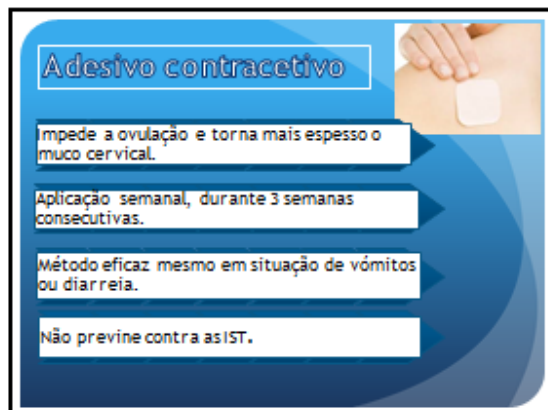 Adesivo contracetivo
Impede a ovulação e torna mais espesso o
muco cervical.
Aplicação semanal, durante 3 semanas
consecutivas.
Método eficaz mesmo em situação de vómitos
ou diarreia.
Não previne contra as IST.